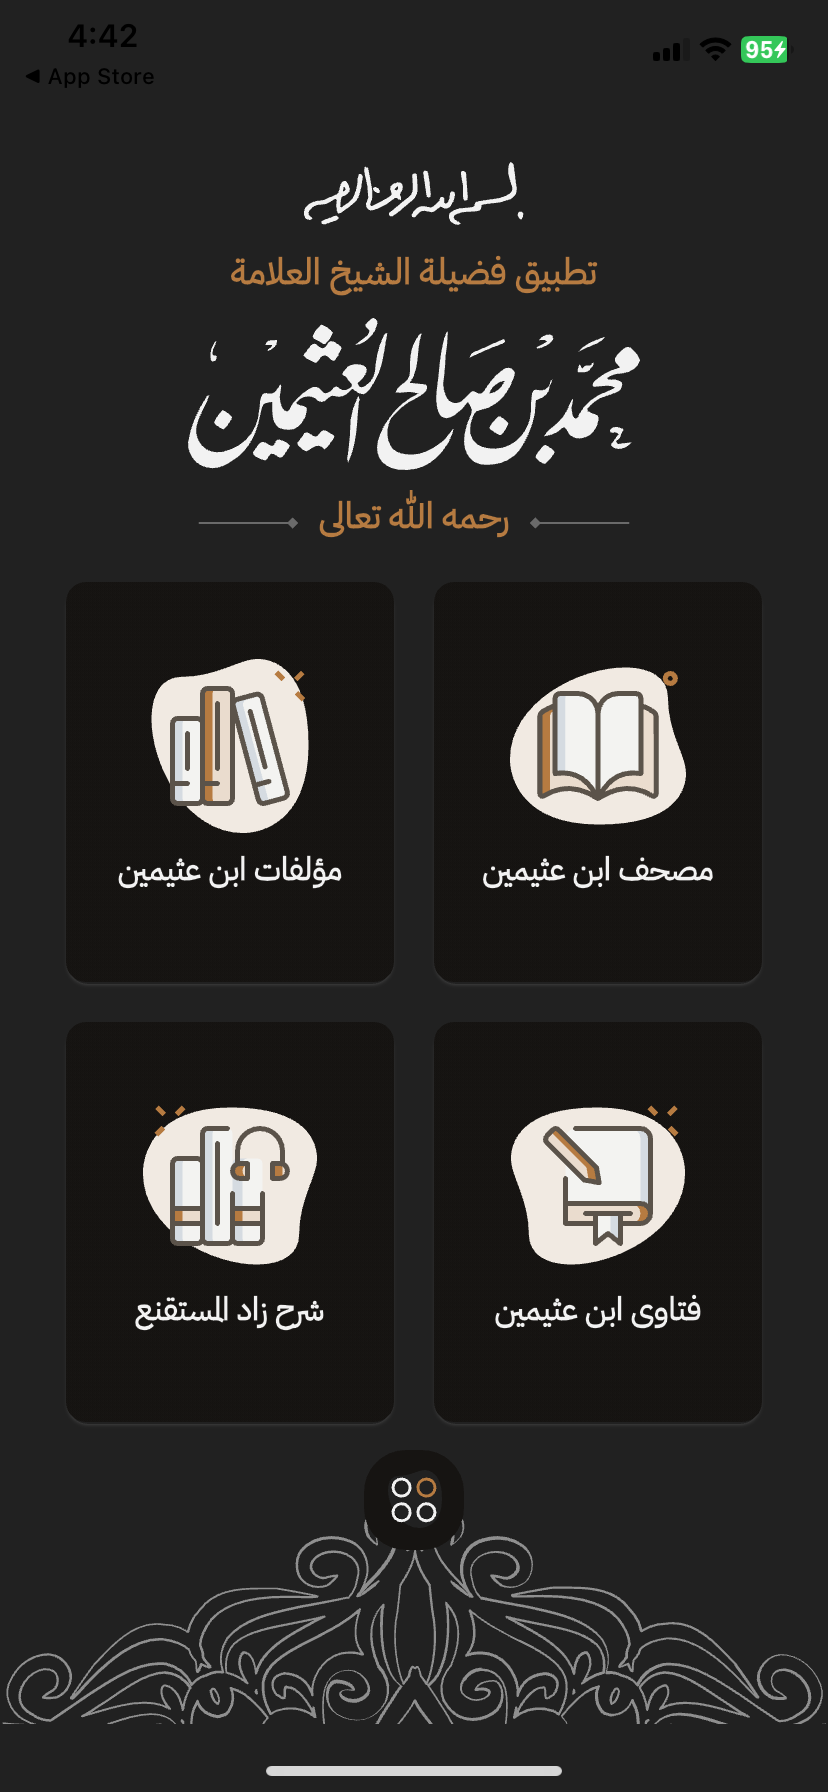 4:42
95
◀ App Store
بسم الله الرحمن الرحيم
تطبيق فضيلة الشيخ العلامة
محمد بن صالح العثيمين
رحمه الله تعالى
مصحف ابن عثيمين
مؤلفات ابن عثيمين
فتاوى ابن عثيمين
شرح زاد المستقنع